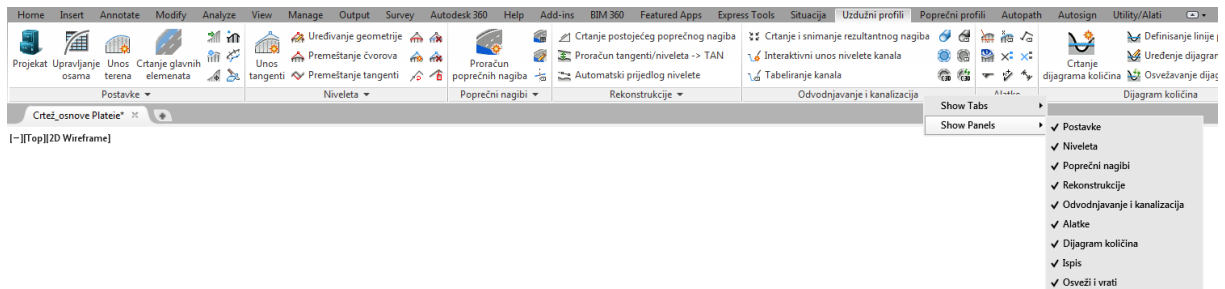 Home Insert Annotate Modify Analyze View Manage Output Survey Autodesk 360 Help Add-ins BIM 360 Featured Apps Express Tools Situacija Uzdužni profili Poprečni profili Autopath Autosign Utility/Alati
Uređivanje geometrije Crtanje postojećeg poprečnog nagiba Crtanje i snimanje rezultantnog nagiba Definisanje linije
Projekat Upravljanje osama Unos terena Crtanje glavnih elemenata Unos tangenti Premeštanje čvorova Proračun poprečnih nagiba Proračun tangenti/niveleta -> TAN Interaktivni unos nivelete kanala Crtanje dijagrama količina Uređenje dijagra
Premeštanje tangenti Automatski prijedlog nivelete Tabeliranje kanala Osvežavanje dija
Postavke Niveleta Poprečni nagibi Rekonstrukcije Odvodnjavanje i kanalizacija Dijagram količina
Crtež_osnove Plateie*
[−][Top][2D Wireframe]
Show Tabs
Show Panels
Postavke
Niveleta
Poprečni nagibi
Rekonstrukcije
Odvodnjavanje i kanalizacija
Alatke
Dijagram količina
Ispis
Osveži i vrati